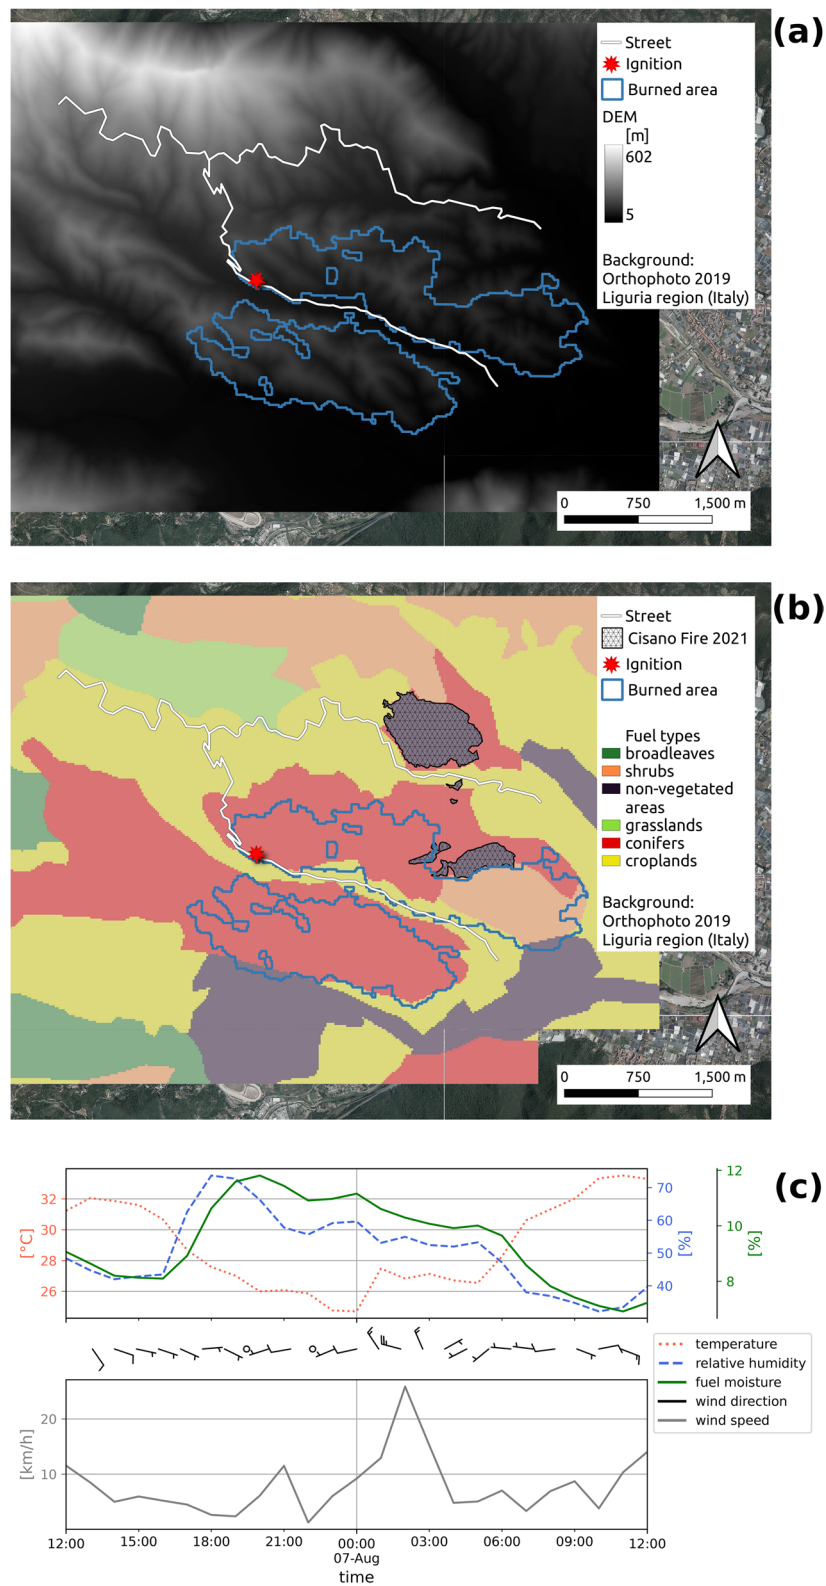 (a)
Street
Ignition
Burned area
DEM
[m]
602
5
Background:
Orthophoto 2019
Liguria region (Italy)
0 750 1,500 m
(b)
Street
Cisano Fire 2021
Ignition
Burned area
Fuel types
broadleaves
shrubs
non-vegetated
areas
grasslands
conifers
croplands
Background:
Orthophoto 2019
Liguria region (Italy)
0 750 1,500 m
(c)
32
30
28
26
[°C]
70
60
50
40
[%]
12
10
8
[%]
temperature
relative humidity
fuel moisture
wind direction
wind speed
20
10
[km/h]
12:00 15:00 18:00 21:00 00:00 03:00 06:00 09:00 12:00
07-Aug
time